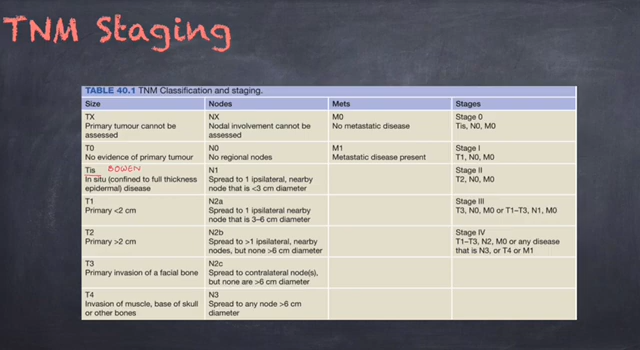 TNM Staging
TABLE 40.1 TNM Classification and staging.
Size Nodes Mets Stages
TX NX M0 Stage 0
Primary tumour cannot be Nodal involvement cannot be No metastatic disease Tis, N0, M0
assessed assessed
T0 N0 M1 Stage I
No evidence of primary tumour No regional nodes Metastatic disease present T1, N0, M0
Tis BOWEN N1 Stage II
In situ (confined to full thickness Spread to 1 ipsilateral, nearby T2, N0, M0
epidermal) disease node that is <3 cm diameter
T1 N2a Stage III
Primary <2 cm Spread to 1 ipsilateral nearby T3, N0, M0 or T1–T3, N1, M0
node that is 3–6 cm diameter
T2 N2b Stage IV
Primary >2 cm Spread to >1 ipsilateral, nearby T1–T3, N2, M0 or any disease
nodes, but none >6 cm diameter that is N3, or T4 or M1
T3 N2c
Primary invasion of a facial bone Spread to contralateral node(s),
but none are >6 cm diameter
T4 N3
Invasion of muscle, base of skull Spread to any node >6 cm
or other bones diameter